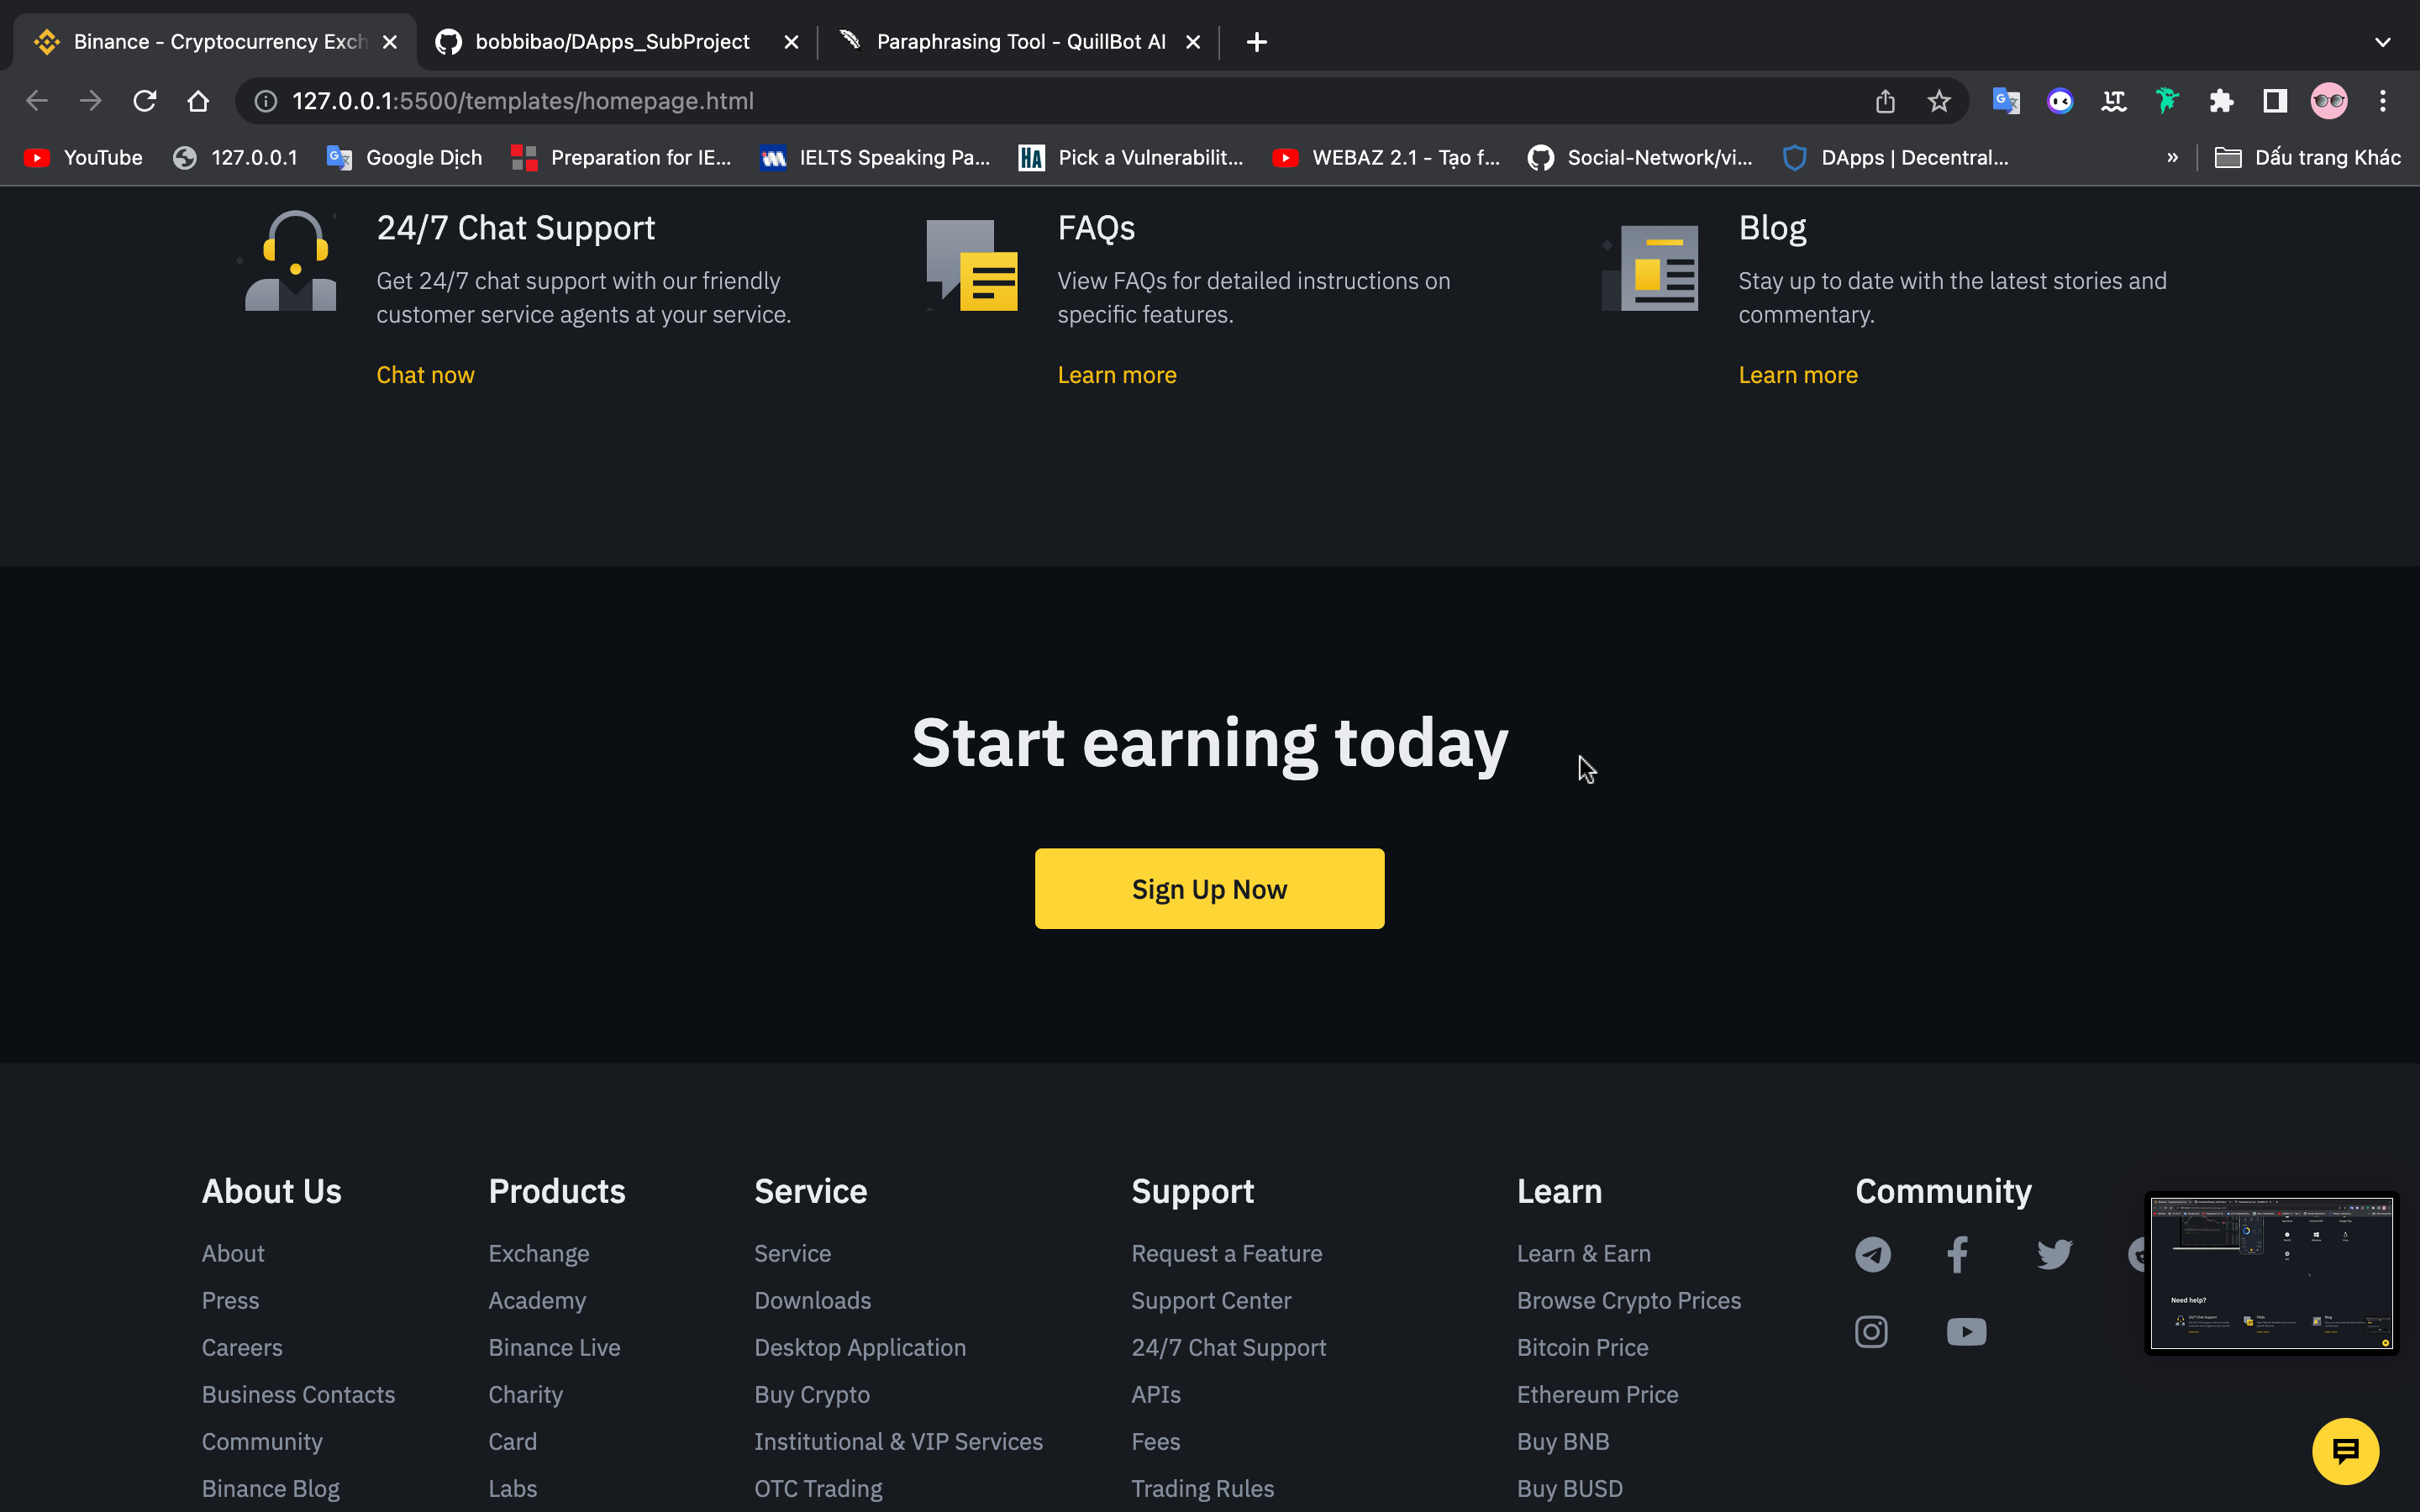 Binance - Cryptocurrency Exch
bobbibao/DApps_SubProject
Paraphrasing Tool - QuillBot AI
127.0.0.1:5500/templates/homepage.html
YouTube
127.0.0.1
Google Dịch
Preparation for IE...
IELTS Speaking Pa...
HA
Pick a Vulnerabilit...
WEBAZ 2.1 - Tạo f...
Social-Network/vi...
DApps | Decentral...
»
Dấu trang Khác
24/7 Chat Support
Get 24/7 chat support with our friendly
customer service agents at your service.
Chat now
FAQs
View FAQs for detailed instructions on
specific features.
Learn more
Blog
Stay up to date with the latest stories and
commentary.
Learn more
Start earning today
Sign Up Now
About Us
About
Press
Careers
Business Contacts
Community
Binance Blog
Products
Exchange
Academy
Binance Live
Charity
Card
Labs
Service
Service
Downloads
Desktop Application
Buy Crypto
Institutional & VIP Services
OTC Trading
Support
Request a Feature
Support Center
24/7 Chat Support
APIs
Fees
Trading Rules
Learn
Learn & Earn
Browse Crypto Prices
Bitcoin Price
Ethereum Price
Buy BNB
Buy BUSD
Community
Need help?